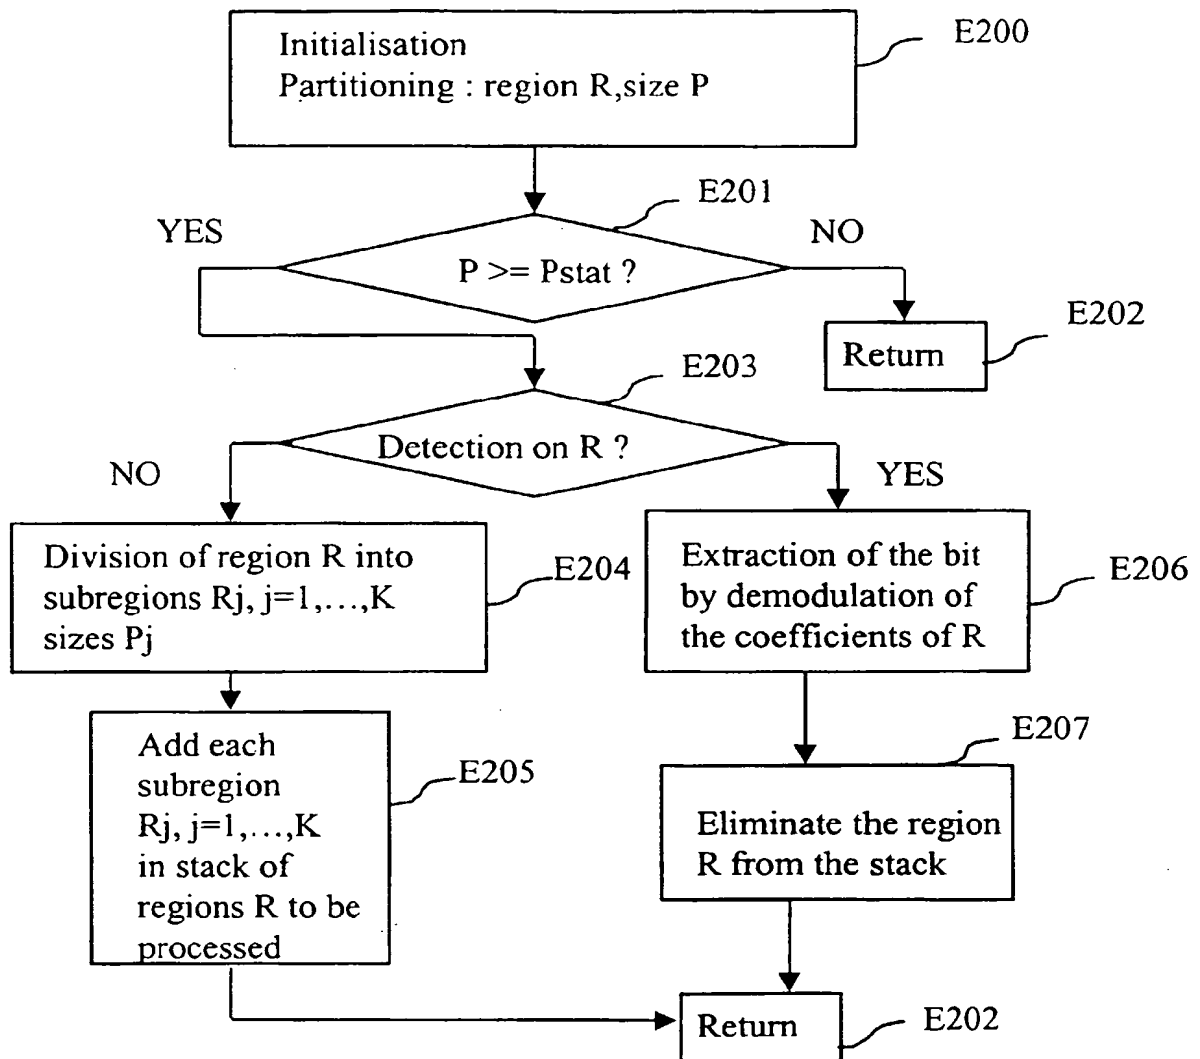 Initialisation
Partitioning : region R,size P
E200
E201
YES
NO
P >= Pstat ?
E202
Return
E203
Detection on R ?
NO
YES
Division of region R into
subregions Rj, j=1,...,K
sizes Pj
E204
Extraction of the bit
by demodulation of
the coefficients of R
E206
Add each
subregion
Rj, j=1,...,K
in stack of
regions R to be
processed
E205
E207
Eliminate the region
R from the stack
Return
E202